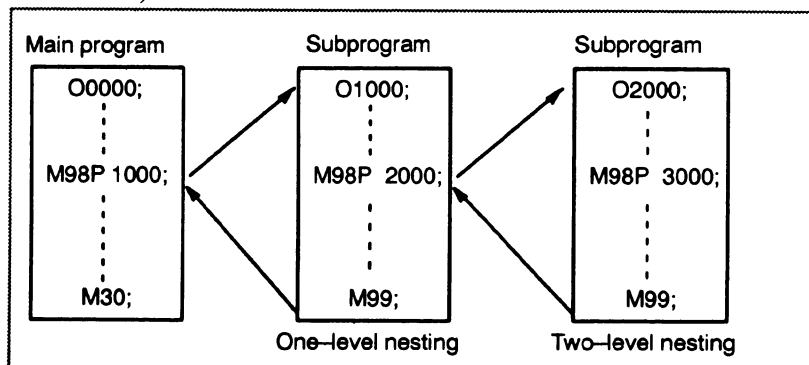 Main program
O0000;
M98P 1000;
M30;
Subprogram
O1000;
M98P 2000;
M99;
One–level nesting
Subprogram
O2000;
M98P 3000;
M99;
Two–level nesting